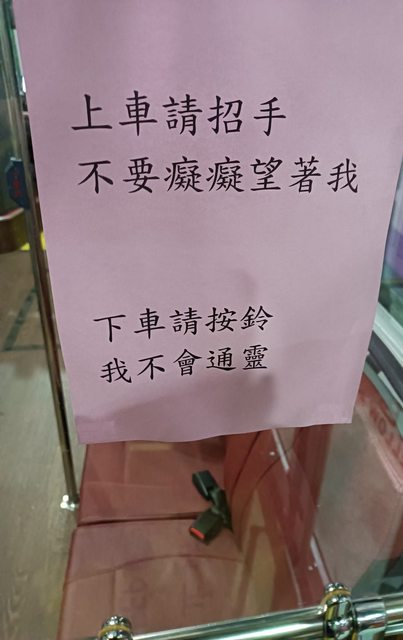 上車請招手
不要癡癡望著我
下車請按鈴
我不會通靈